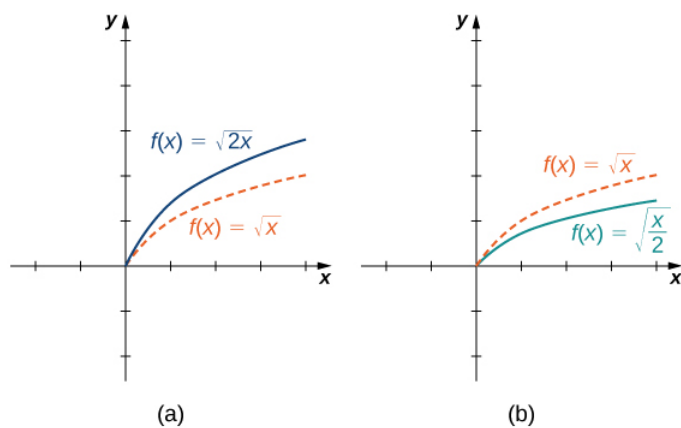 y
f(x) = √2x
f(x) = √x
x
(a)
y
f(x) = √x
f(x) = √x/2
x
(b)